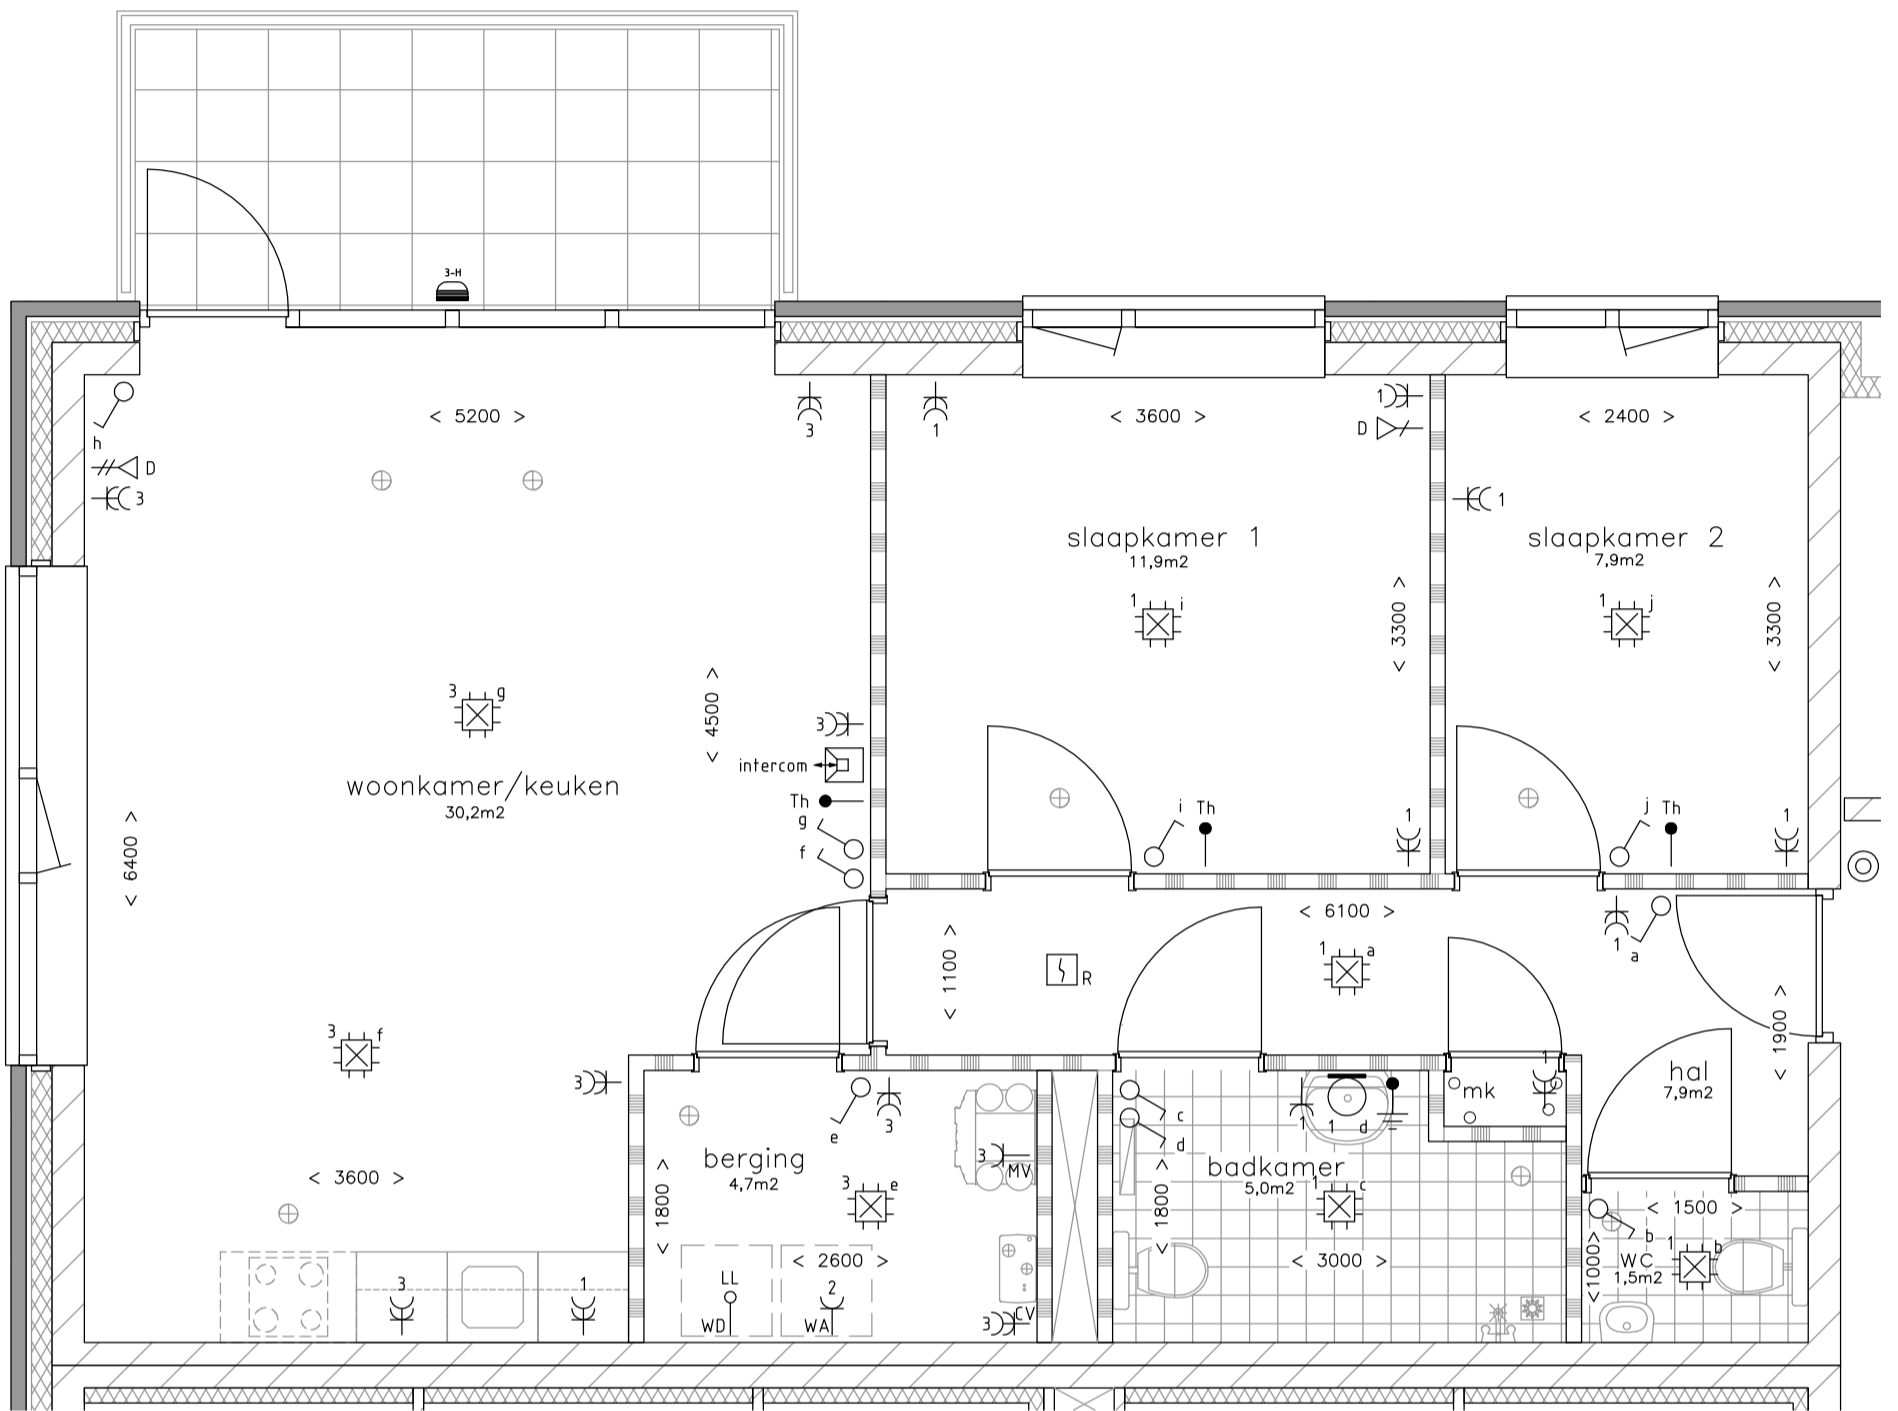 3-H
< 5200 >
3
1
< 3600 >
1
D
< 2400 >
h
D
3
1
slaapkamer 1
11,9m2
slaapkamer 2
7,9m2
1 i
< 3300 >
1 j
< 3300 >
3 g
< 4500 >
3
intercom
woonkamer/keuken
30,2m2
Th
g
f
< 6400 >
i Th
1
j Th
1
< 6100 >
< 1100 >
1 a
R
1
a
< 1900 >
3 f
3
e
3
berging
4,7m2
3
MV
3 e
< 1800 >
< 3600 >
< 2600 >
3
1
LL
WD
2
WA
3
CV
c
d
1
1
d
mk
1
badkamer
5,0m2
1 c
< 1800 >
< 3000 >
hal
7,9m2
< 1500 >
b
1 b
WC
1,5m2
<1000>